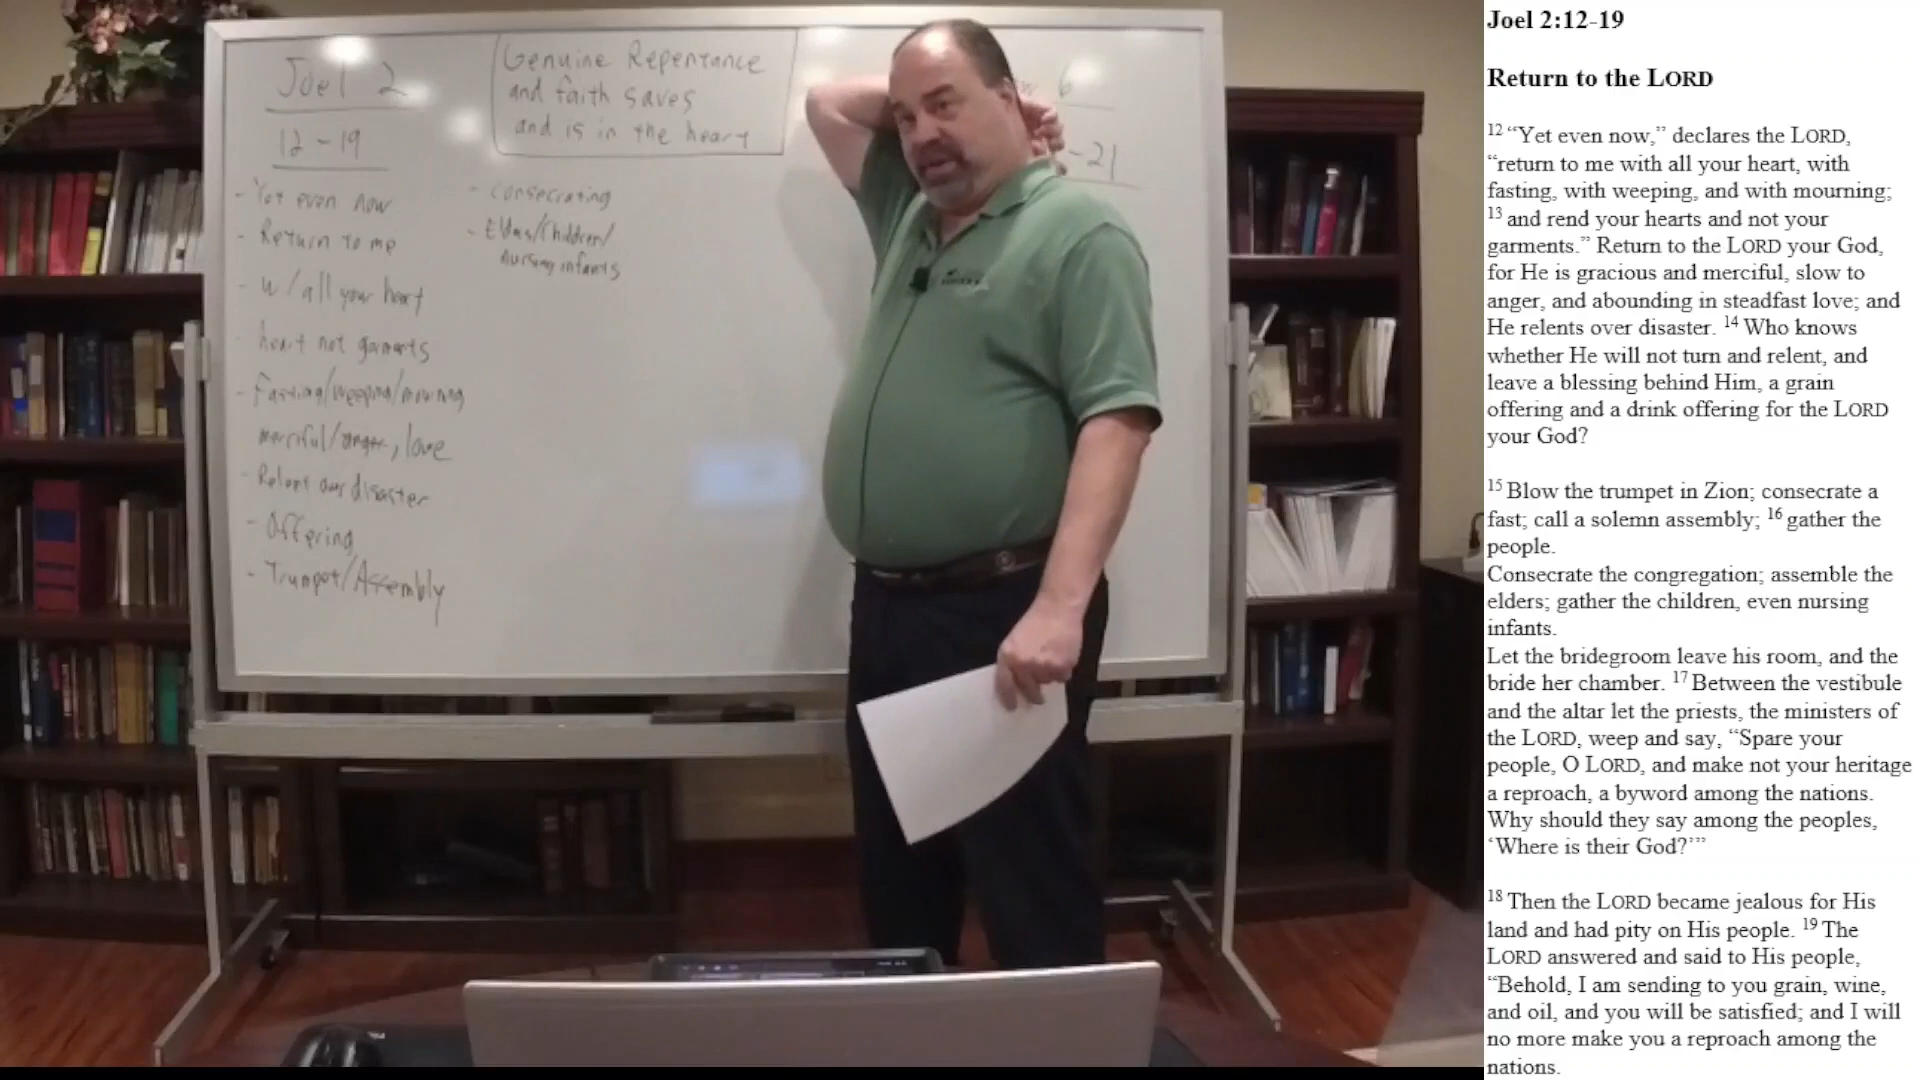 Joel 2
12-19
- Yet even now
- Return to me
- w/all your heart
- heart not garments
- Fasting/weeping/mourning
merciful/anger, love
- Relent over disaster
- Offering
- Trumpet/Assembly
Genuine Repentance
and faith saves
and is in the heart
- consecrating
- Elders/Children/
nursing infants
6
-21
Joel 2:12-19
Return to the LORD
12 “Yet even now,” declares the LORD,
“return to me with all your heart, with
fasting, with weeping, and with mourning;
13 and rend your hearts and not your
garments.” Return to the LORD your God,
for He is gracious and merciful, slow to
anger, and abounding in steadfast love; and
He relents over disaster. 14 Who knows
whether He will not turn and relent, and
leave a blessing behind Him, a grain
offering and a drink offering for the LORD
your God?
15 Blow the trumpet in Zion; consecrate a
fast; call a solemn assembly; 16 gather the
people.
Consecrate the congregation; assemble the
elders; gather the children, even nursing
infants.
Let the bridegroom leave his room, and the
bride her chamber. 17 Between the vestibule
and the altar let the priests, the ministers of
the LORD, weep and say, “Spare your
people, O LORD, and make not your heritage
a reproach, a byword among the nations.
Why should they say among the peoples,
‘Where is their God?’”
18 Then the LORD became jealous for His
land and had pity on His people. 19 The
LORD answered and said to His people,
“Behold, I am sending to you grain, wine,
and oil, and you will be satisfied; and I will
no more make you a reproach among the
nations.